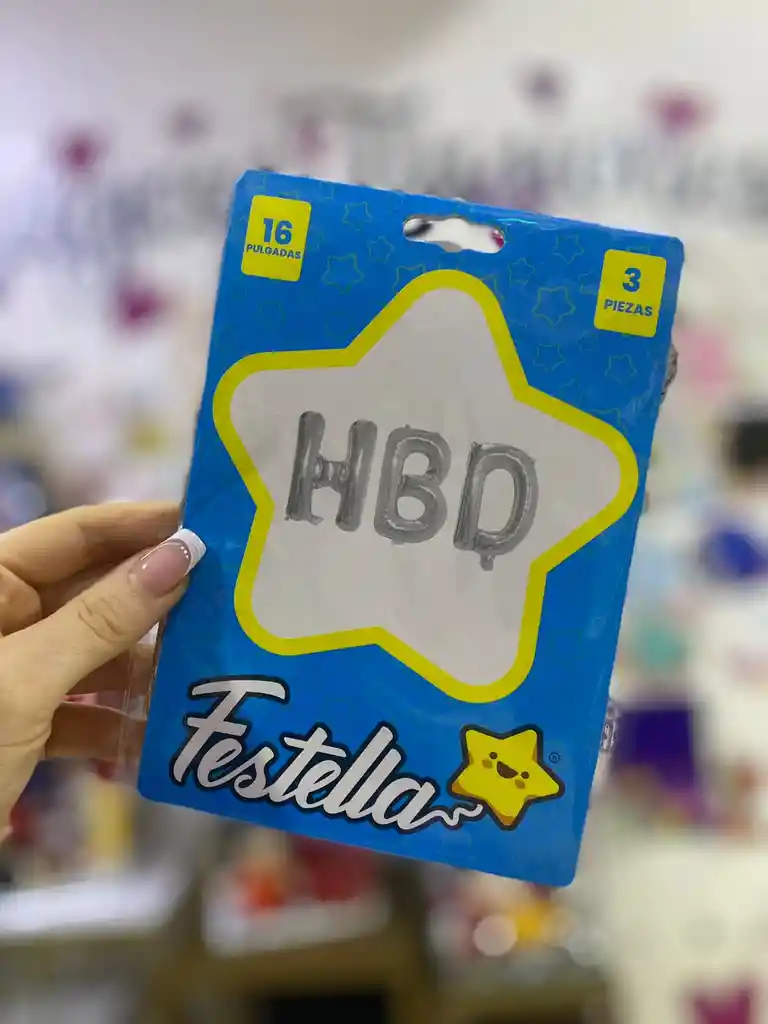 16
PULGADAS
3
PIEZAS
HBD
Festella